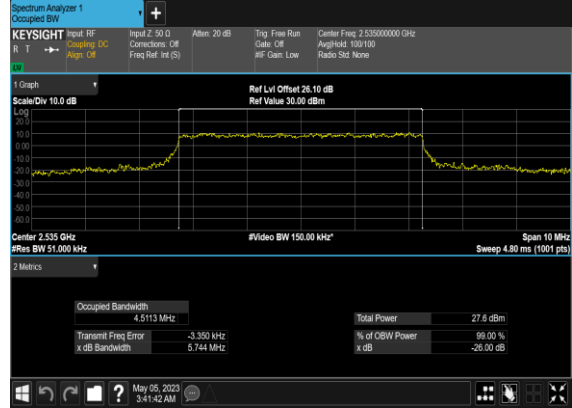 Spectrum Analyzer 1
Occupied BW
+
KEYSIGHT Input: RF Input Z: 50 Ω Atten: 20 dB Trig: Free Run Center Freq: 2.535000000 GHz
R T Coupling: DC Corrections: Off Gate: Off Avg|Hold: 100/100
Align: Off Freq Ref: Int (S) #IF Gain: Low Radio Std: None
1 Graph
Ref Lvl Offset 26.10 dB
Scale/Div 10.0 dB Ref Value 30.00 dBm
Log
20.0
10.0
0.00
-10.0
-20.0
-30.0
-40.0
-50.0
-60.0
Center 2.535 GHz #Video BW 150.00 kHz* Span 10 MHz
#Res BW 51.000 kHz Sweep 4.80 ms (1001 pts)
2 Metrics
Occupied Bandwidth
4.5113 MHz Total Power 27.6 dBm
Transmit Freq Error -3.350 kHz % of OBW Power 99.00 %
x dB Bandwidth 5.744 MHz x dB -26.00 dB
? May 05, 2023
3:41:42 AM